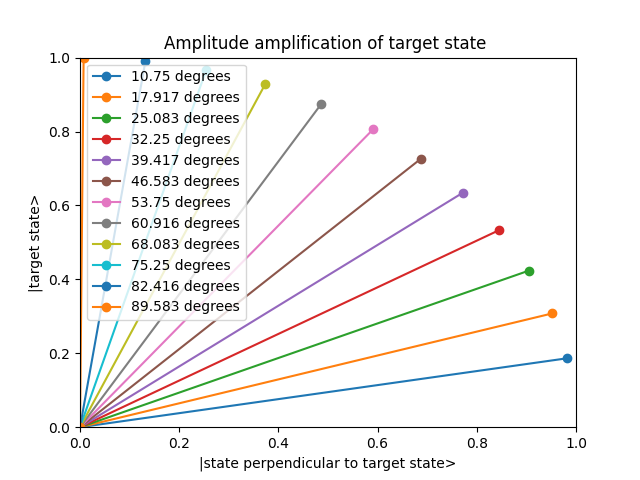 Amplitude amplification of target state
1.0
0.8
0.6
0.4
0.2
0.0
|target state>
10.75 degrees
17.917 degrees
25.083 degrees
32.25 degrees
39.417 degrees
46.583 degrees
53.75 degrees
60.916 degrees
68.083 degrees
75.25 degrees
82.416 degrees
89.583 degrees
0.0 0.2 0.4 0.6 0.8 1.0
|state perpendicular to target state>